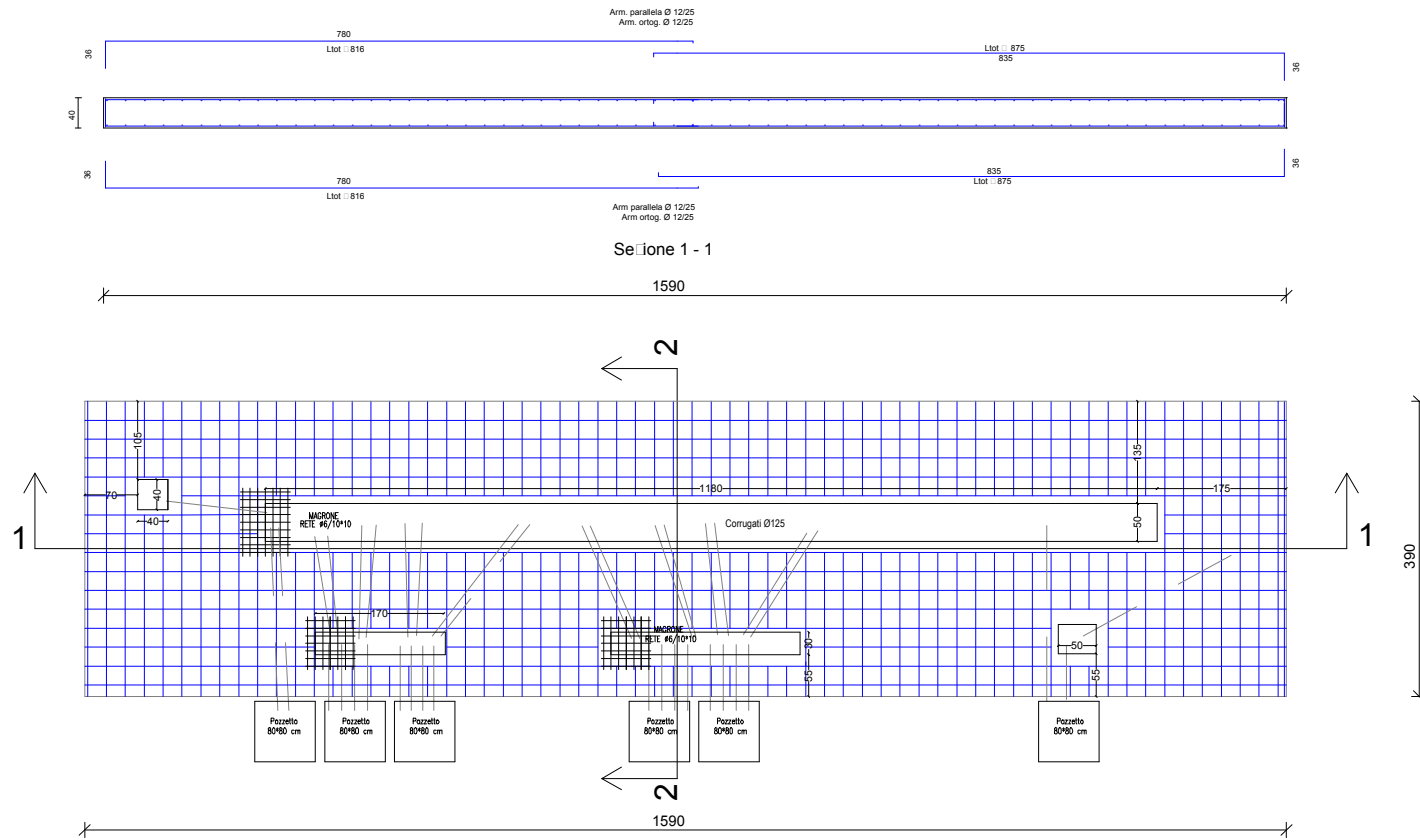 Arm. parallela Ø 12/25
Arm. ortog. Ø 12/25
780
Ltot □ 816
36
Ltot □ 875
835
36
40
36
780
Ltot □ 816
835
Ltot □ 875
36
Arm parallela Ø 12/25
Arm ortog. Ø 12/25
Se□ione 1 - 1
1590
2
105
135
70
40
40
1180
175
MAGRONE
RETE ø6/10*10
Corrugati Ø125
50
1
1
390
170
MAGRONE
RETE ø6/10*10
30
55
50
55
Pozzetto
80*80 cm
Pozzetto
80*80 cm
Pozzetto
80*80 cm
Pozzetto
80*80 cm
Pozzetto
80*80 cm
Pozzetto
80*80 cm
2
1590